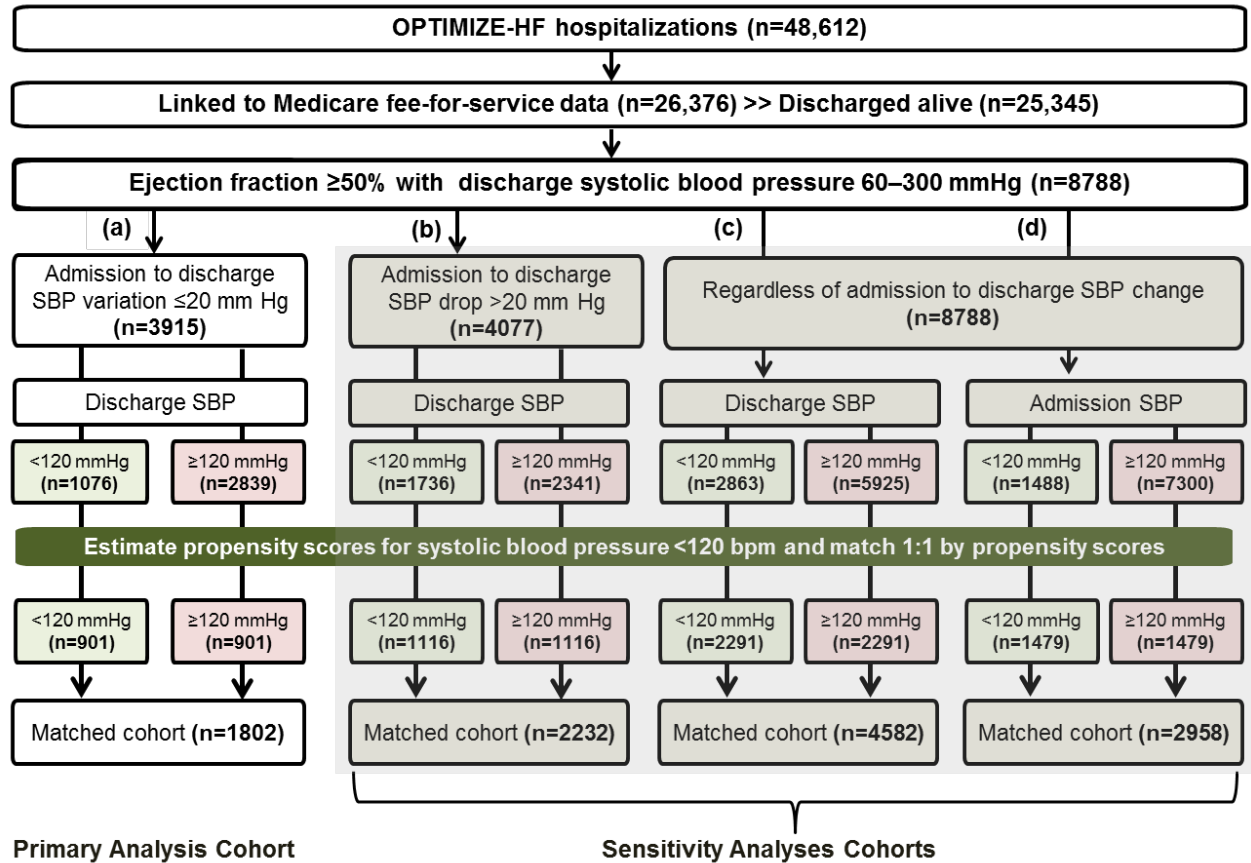 OPTIMIZE-HF hospitalizations (n=48,612)
Linked to Medicare fee-for-service data (n=26,376) >> Discharged alive (n=25,345)
Ejection fraction ≥50% with discharge systolic blood pressure 60–300 mmHg (n=8788)
(a)
(b)
(c)
(d)
Admission to discharge
SBP variation ≤20 mm Hg
(n=3915)
Admission to discharge
SBP drop >20 mm Hg
(n=4077)
Regardless of admission to discharge SBP change
(n=8788)
Discharge SBP
Discharge SBP
Discharge SBP
Admission SBP
<120 mmHg
(n=1076)
≥120 mmHg
(n=2839)
<120 mmHg
(n=1736)
≥120 mmHg
(n=2341)
<120 mmHg
(n=2863)
≥120 mmHg
(n=5925)
<120 mmHg
(n=1488)
≥120 mmHg
(n=7300)
Estimate propensity scores for systolic blood pressure <120 bpm and match 1:1 by propensity scores
<120 mmHg
(n=901)
≥120 mmHg
(n=901)
<120 mmHg
(n=1116)
≥120 mmHg
(n=1116)
<120 mmHg
(n=2291)
≥120 mmHg
(n=2291)
<120 mmHg
(n=1479)
≥120 mmHg
(n=1479)
Matched cohort (n=1802)
Matched cohort (n=2232)
Matched cohort (n=4582)
Matched cohort (n=2958)
Primary Analysis Cohort
Sensitivity Analyses Cohorts